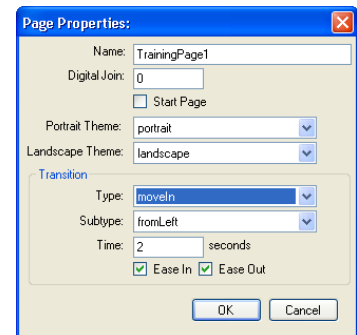 Page Properties:
Name: TrainingPage1
Digital Join: 0
Start Page
Portrait Theme: portrait
Landscape Theme: landscape
Transition
Type: moveIn
Subtype: fromLeft
Time: 2 seconds
Ease In Ease Out
OK Cancel